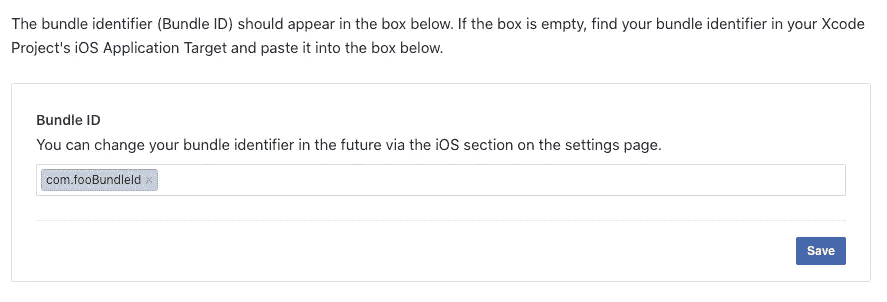 The bundle identifier (Bundle ID) should appear in the box below. If the box is empty, find your bundle identifier in your Xcode
Project's iOS Application Target and paste it into the box below.
Bundle ID
You can change your bundle identifier in the future via the iOS section on the settings page.
com.fooBundleId ×
Save